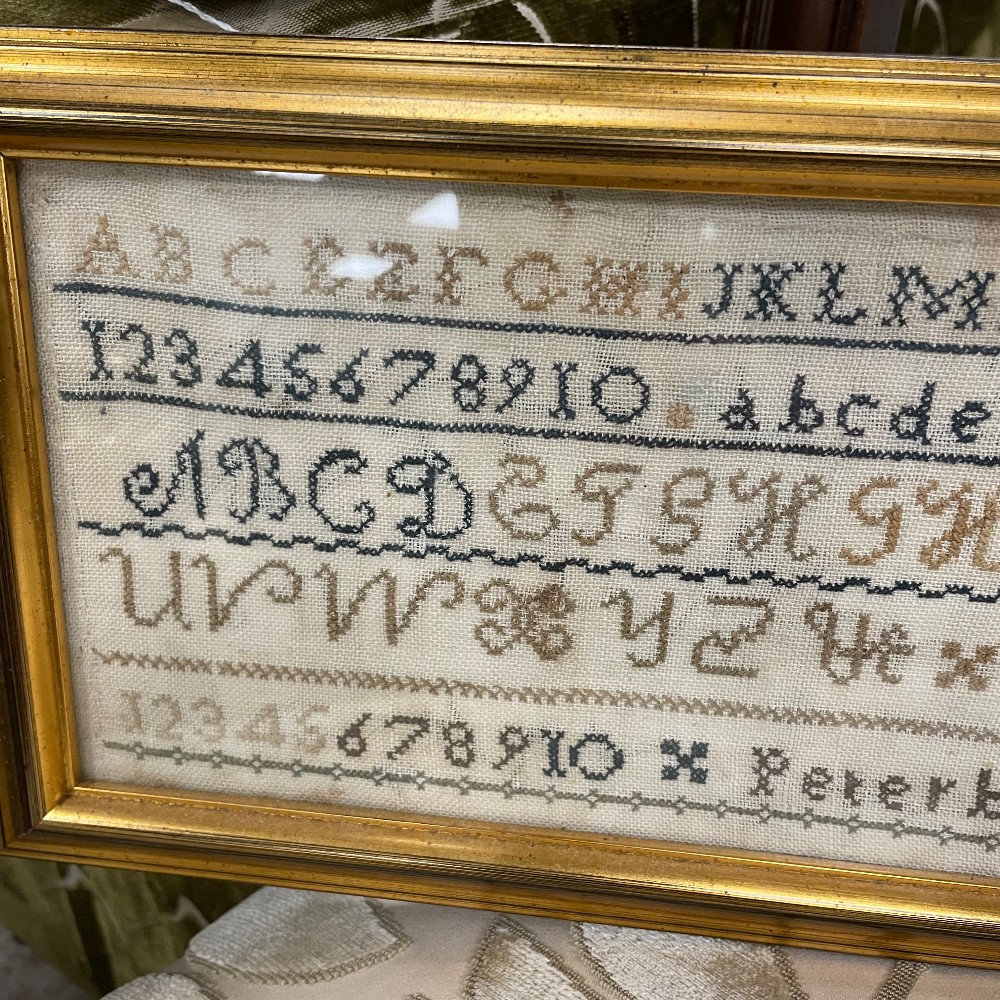 ABCDEFGHIJKLM
12345678910 . abcde
ABCDEFGHIJ
UVWXYZ &
12345678910 Peterb